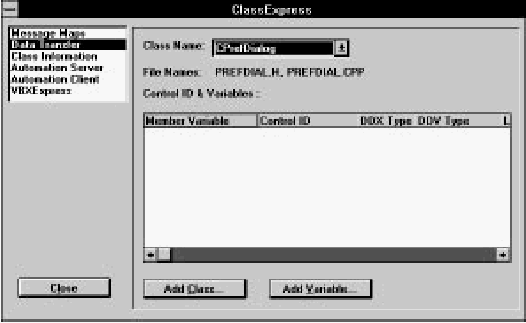 ClassExpress
Message Maps
Data Transfer
Class Information
Automation Server
Automation Client
VBXExpress
Close
Class Name: CPrefDialog
File Names: PREFDIAL.H, PREFDIAL.CPP
Control ID & Variables :
Member Variable Control ID DDX Type DDV Type L
Add Class... Add Variable...